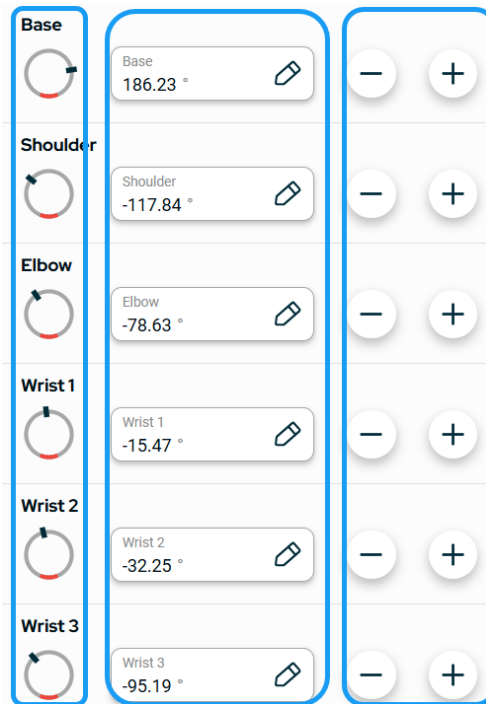 Base
Base
186.23 °
Shoulder
Shoulder
-117.84 °
Elbow
Elbow
-78.63 °
Wrist 1
Wrist 1
-15.47 °
Wrist 2
Wrist 2
-32.25 °
Wrist 3
Wrist 3
-95.19 °